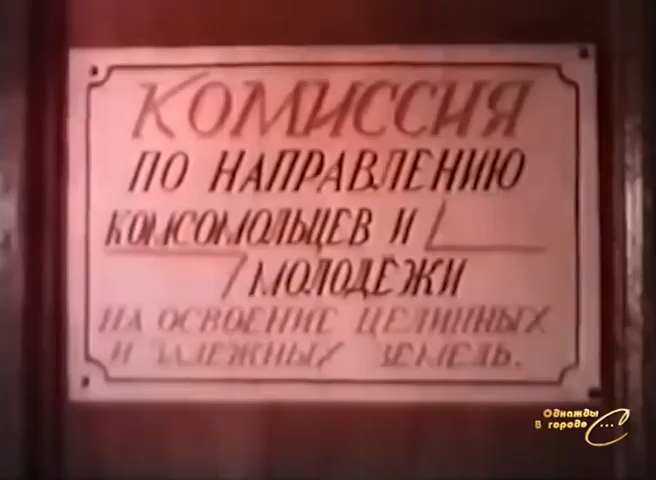 КОМИССИЯ
ПО НАПРАВЛЕНИЮ
КОМСОМОЛЬЦЕВ И
МОЛОДЕЖИ
НА ОСВОЕНИЕ ЦЕЛИННЫХ
И ЗАЛЕЖНЫХ ЗЕМЕЛЬ.
Однажды
в городе С...